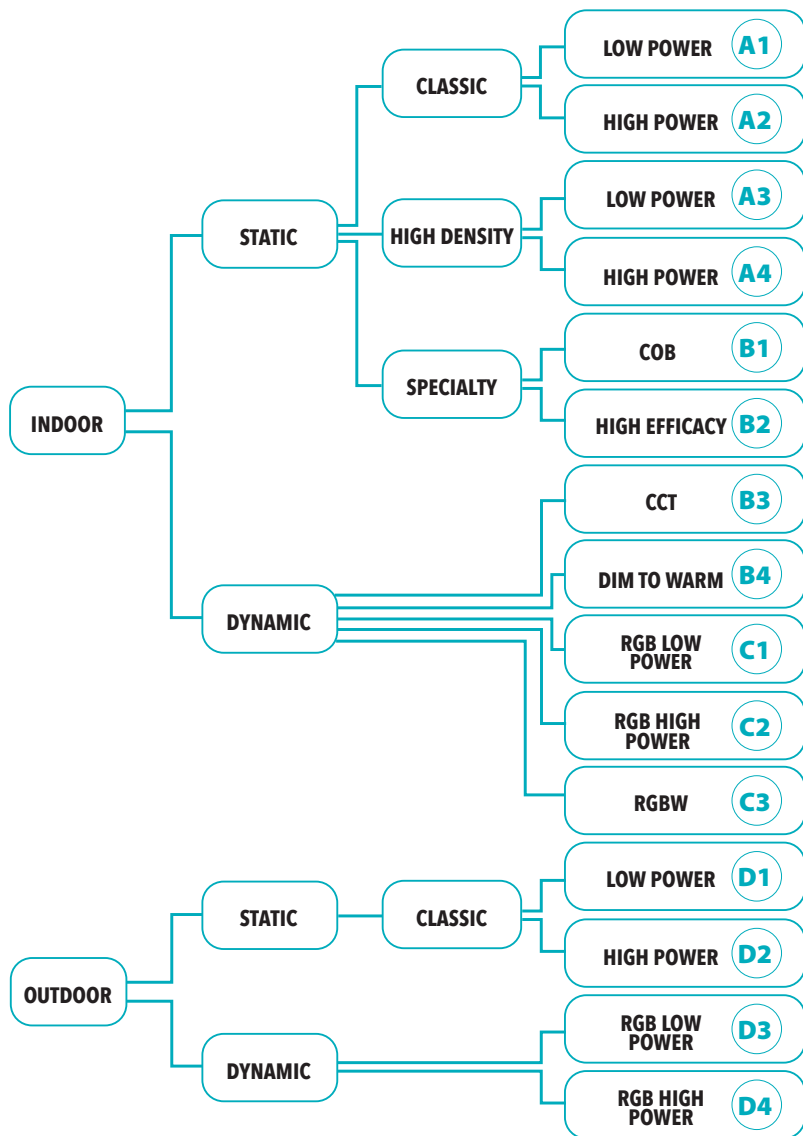 LOW POWER A1
CLASSIC
HIGH POWER A2
LOW POWER A3
STATIC
HIGH DENSITY
HIGH POWER A4
COB B1
SPECIALTY
INDOOR
HIGH EFFICACY B2
CCT B3
DIM TO WARM B4
DYNAMIC
RGB LOW
POWER C1
RGB HIGH
POWER C2
RGBW C3
LOW POWER D1
STATIC
CLASSIC
HIGH POWER D2
OUTDOOR
RGB LOW
POWER D3
DYNAMIC
RGB HIGH
POWER D4